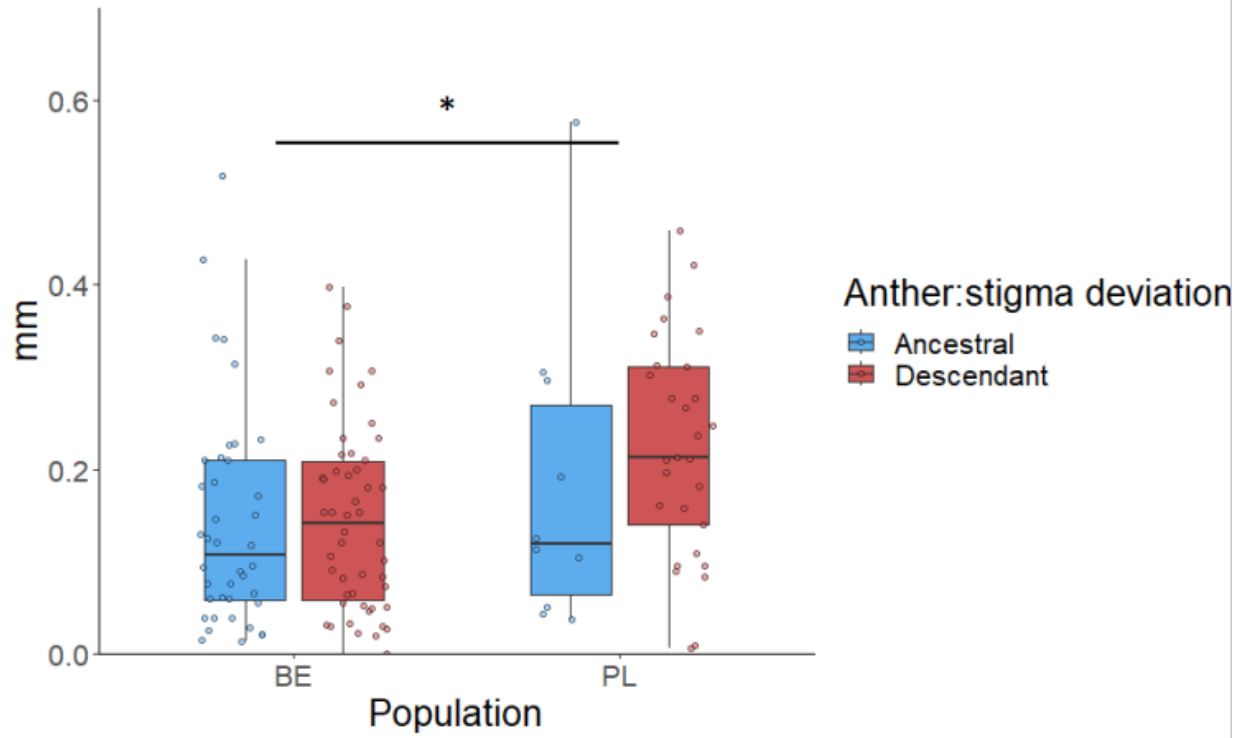 *
0.6
0.4
0.2
0.0
mm
BE
PL
Population
Anther:stigma deviation
Ancestral
Descendant